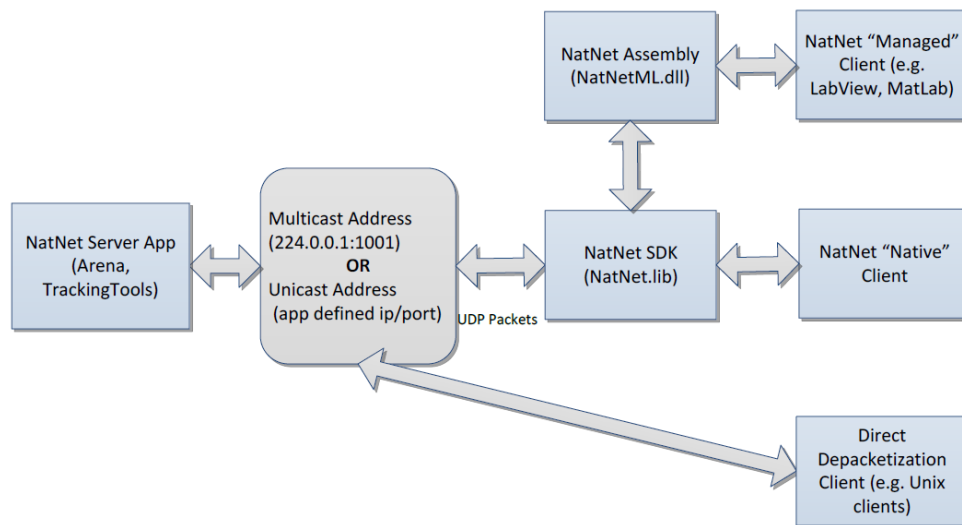 NatNet Assembly
(NatNetML.dll)
NatNet “Managed”
Client (e.g.
LabView, MatLab)
NatNet Server App
(Arena,
TrackingTools)
Multicast Address
(224.0.0.1:1001)
OR
Unicast Address
(app defined ip/port)
UDP Packets
NatNet SDK
(NatNet.lib)
NatNet “Native”
Client
Direct
Depacketization
Client (e.g. Unix
clients)